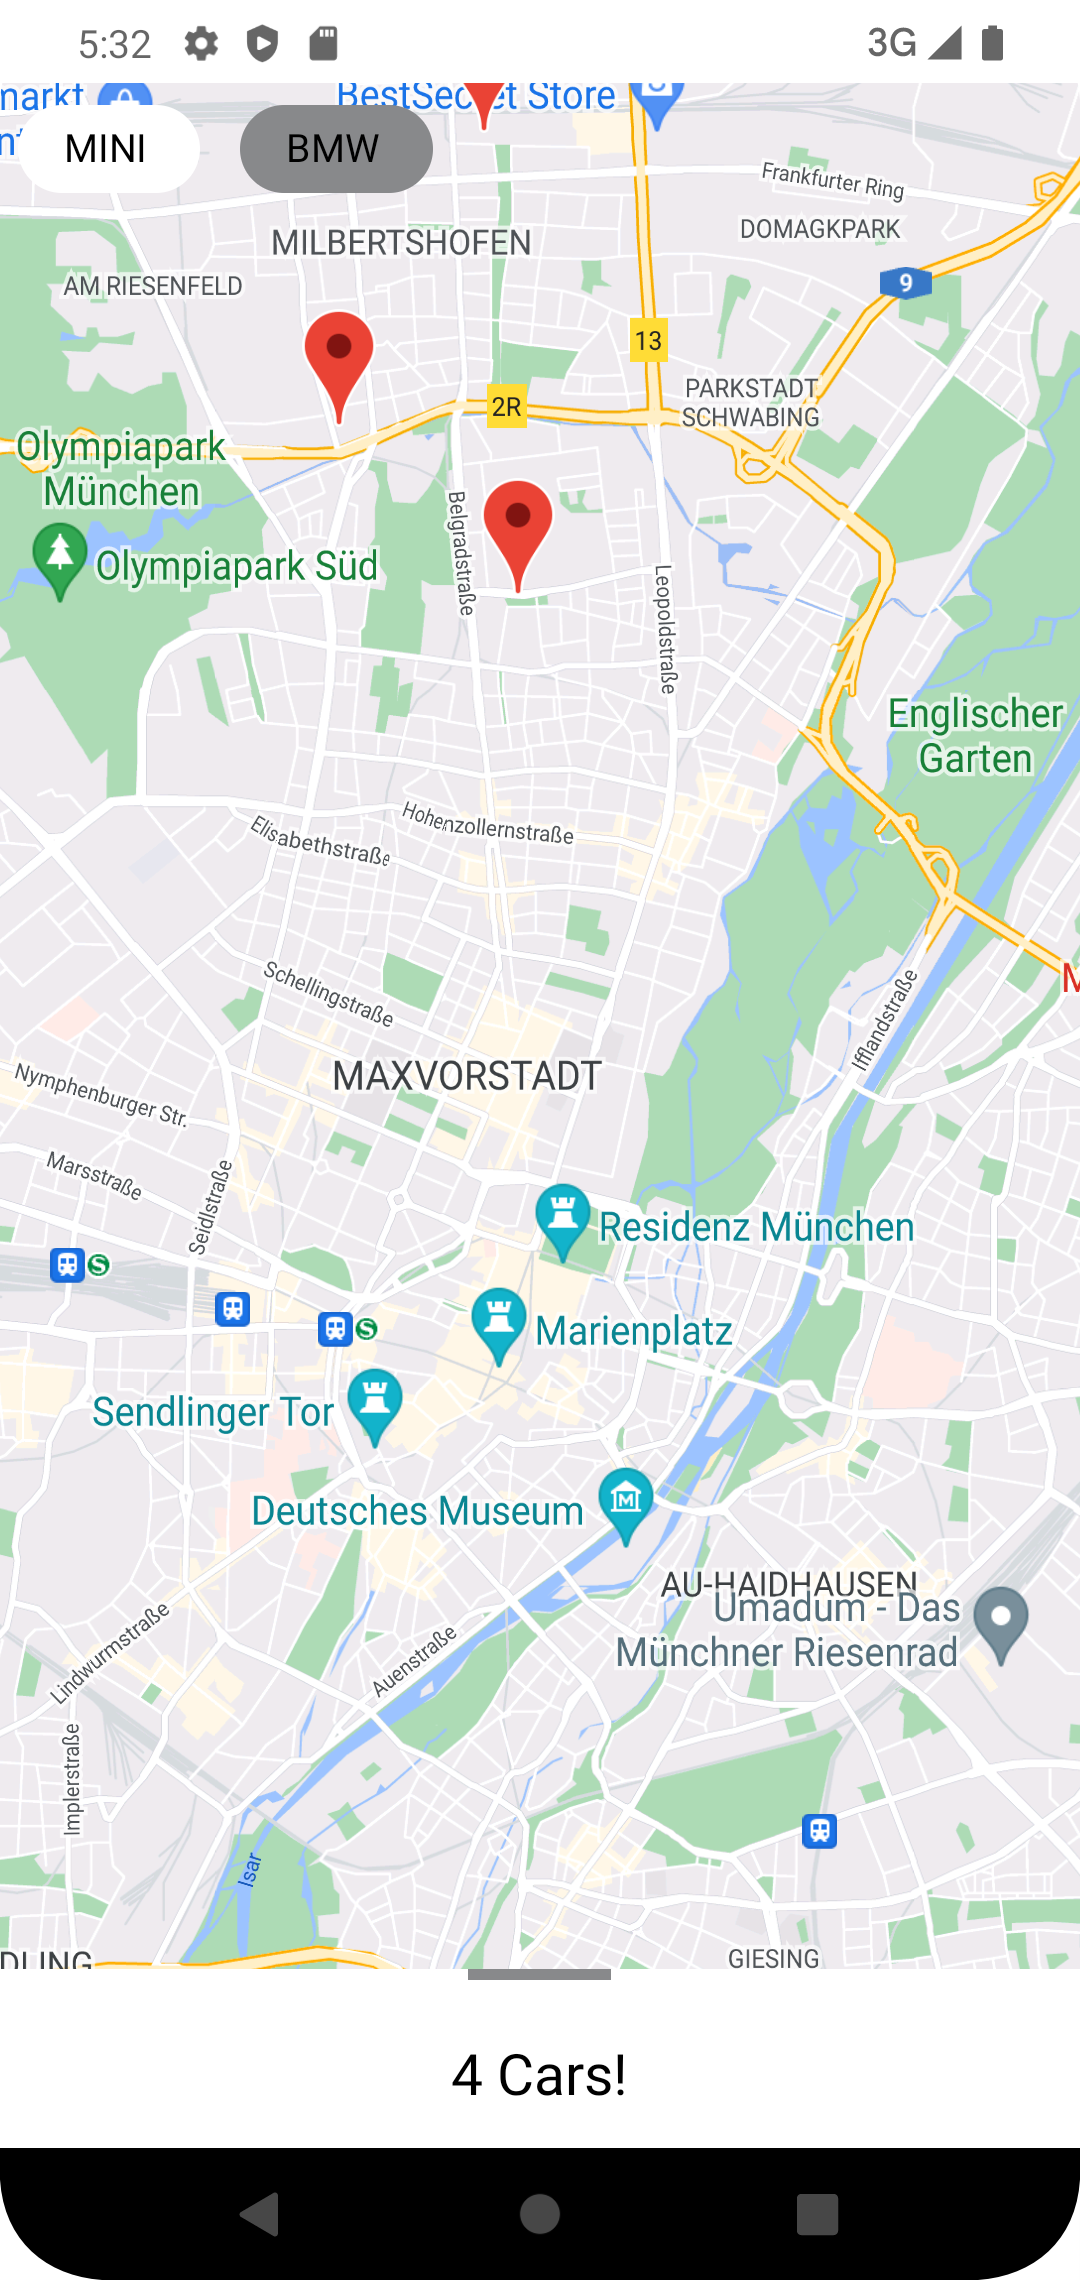 5:32
3G
markt
BestSecret Store
MINI
BMW
Frankfurter Ring
DOMAGKPARK
MILBERTSHOFEN
AM RIESENFELD
9
13
PARKSTADT
SCHWABING
2R
Olympiapark
München
Belgradstraße
Olympiapark Süd
Leopoldstraße
Englischer
Garten
Hohenzollernstraße
Elisabethstraße
Schellingstraße
M
Ifflandstraße
MAXVORSTADT
Nymphenburger Str.
Marsstraße
Seidlstraße
Residenz München
S
Marienplatz
S
Sendlinger Tor
Deutsches Museum
M
AU-HAIDHAUSEN
Umadum - Das
Münchner Riesenrad
Lindwurmstraße
Auenstraße
Implerstraße
Isar
DLING
GIESING
4 Cars!